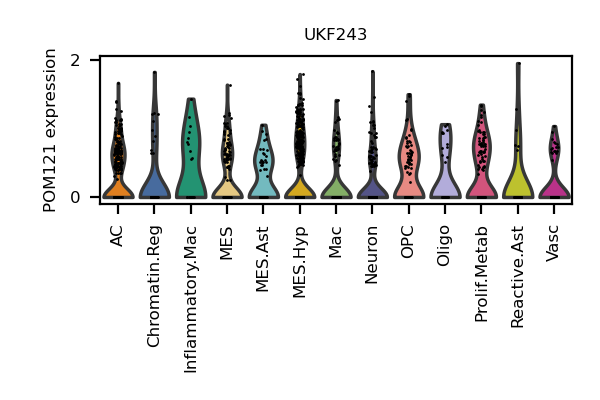 UKF243
POM121 expression
2
0
AC
Chromatin.Reg
Inflammatory.Mac
MES
MES.Ast
MES.Hyp
Mac
Neuron
OPC
Oligo
Prolif.Metab
Reactive.Ast
Vasc